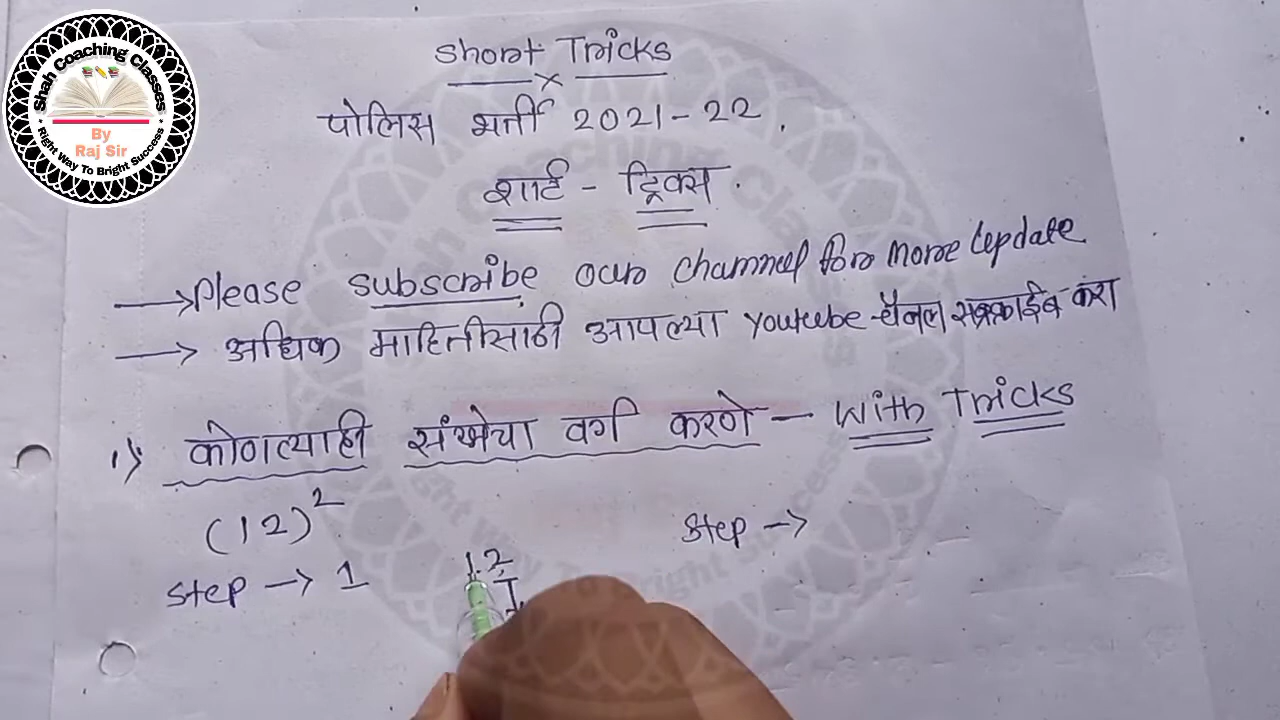 Shah Coaching Classes
By
Raj Sir
Right Way To Bright Success
Short Tricks
×
पोलिस भर्ती 2021-22.
शार्ट - ट्रिक्स.
→ Please subscribe our channel for more update
→ अधिक माहितीसाठी आपल्या youtube चैनल करा
1) कोणत्याही संख्येचा वर्ग करणे - With Tricks
(12)²
Step → 1
12
I
Step →